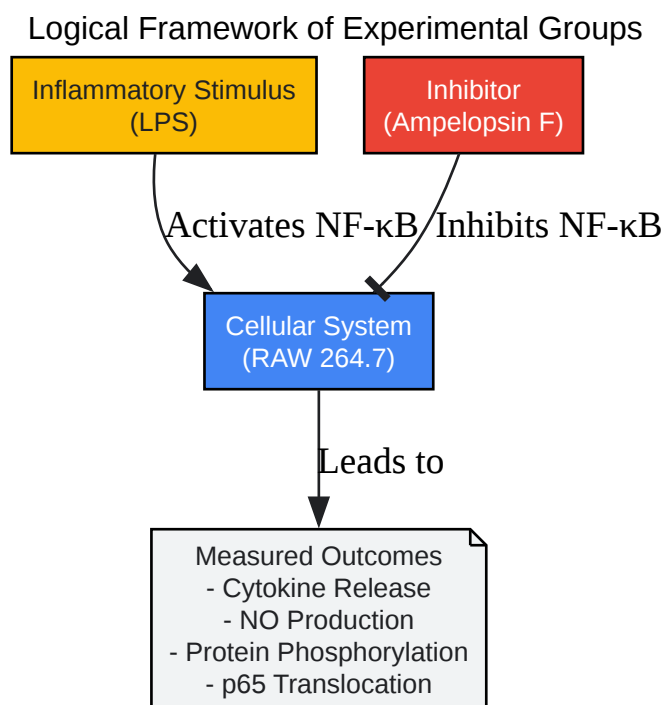 Logical Framework of Experimental Groups
Inflammatory Stimulus
(LPS)
Inhibitor
(Ampelopsin F)
Activates NF-κB
Inhibits NF-κB
Cellular System
(RAW 264.7)
Leads to
Measured Outcomes
- Cytokine Release
- NO Production
- Protein Phosphorylation
- p65 Translocation